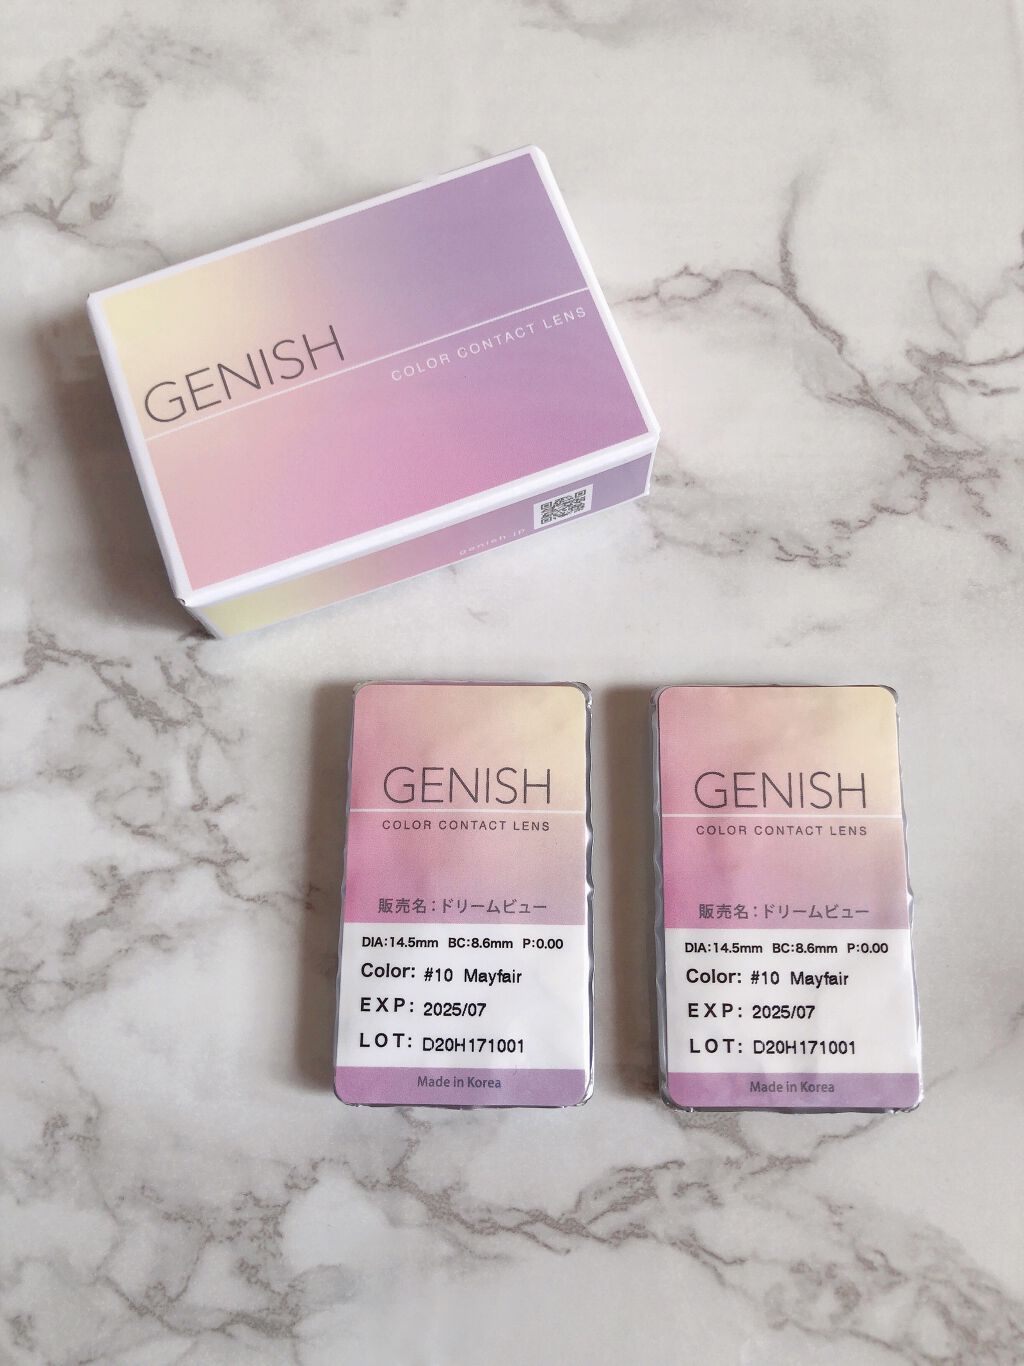 GENISH
COLOR CONTACT LENS
genish.jp
GENISH
COLOR CONTACT LENS
販売名：ドリームビュー
DIA:14.5mm BC:8.6mm P:0.00
Color: #10 Mayfair
EXP: 2025/07
LOT: D20H171001
Made in Korea
GENISH
COLOR CONTACT LENS
販売名：ドリームビュー
DIA:14.5mm BC:8.6mm P:0.00
Color: #10 Mayfair
EXP: 2025/07
LOT: D20H171001
Made in Korea